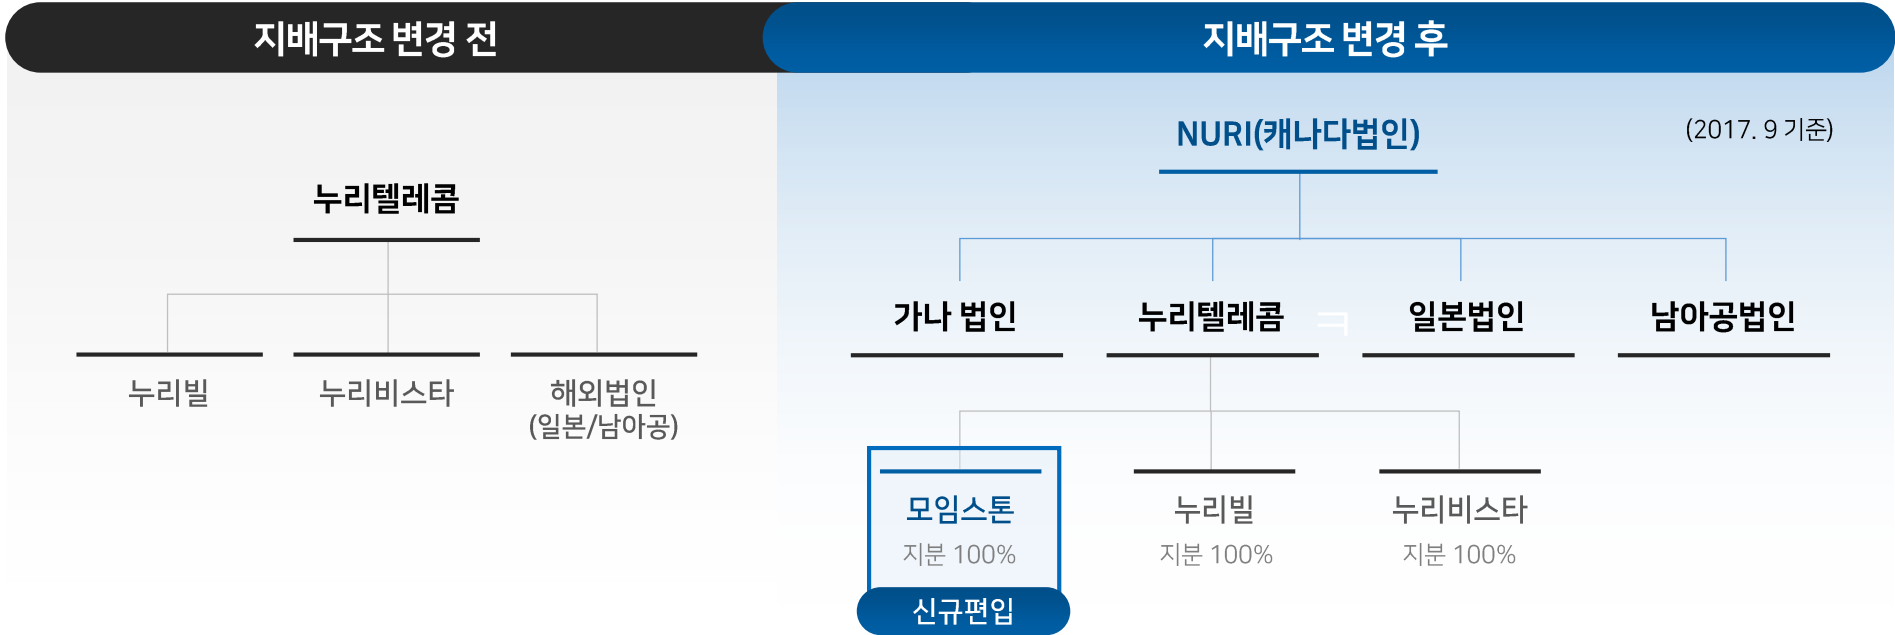 지배구조 변경 전
누리텔레콤
누리빌
누리비스타
해외법인
(일본/남아공)
지배구조 변경 후
NURI(캐나다법인)
(2017. 9 기준)
가나 법인
누리텔레콤
일본법인
남아공법인
모임스톤
지분 100%
누리빌
지분 100%
누리비스타
지분 100%
신규편입